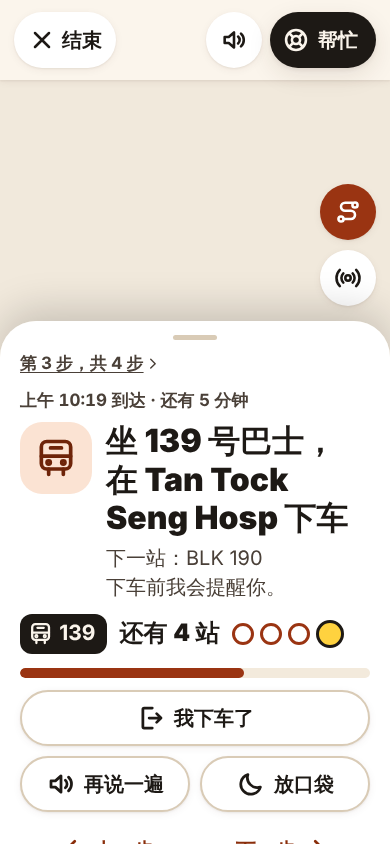 结束
帮忙
第 3 步，共 4 步
上午 10:19 到达 · 还有 5 分钟
坐 139 号巴士，
在 Tan Tock
Seng Hosp 下车
下一站：BLK 190
下车前我会提醒你。
139 还有 4 站
我下车了
再说一遍 放口袋